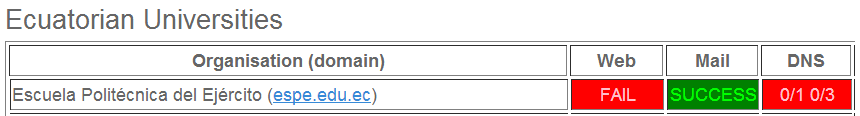 Ecuatorian Universities
Organisation (domain) Web Mail DNS
Escuela Politécnica del Ejército (espe.edu.ec) FAIL SUCCESS 0/1 0/3